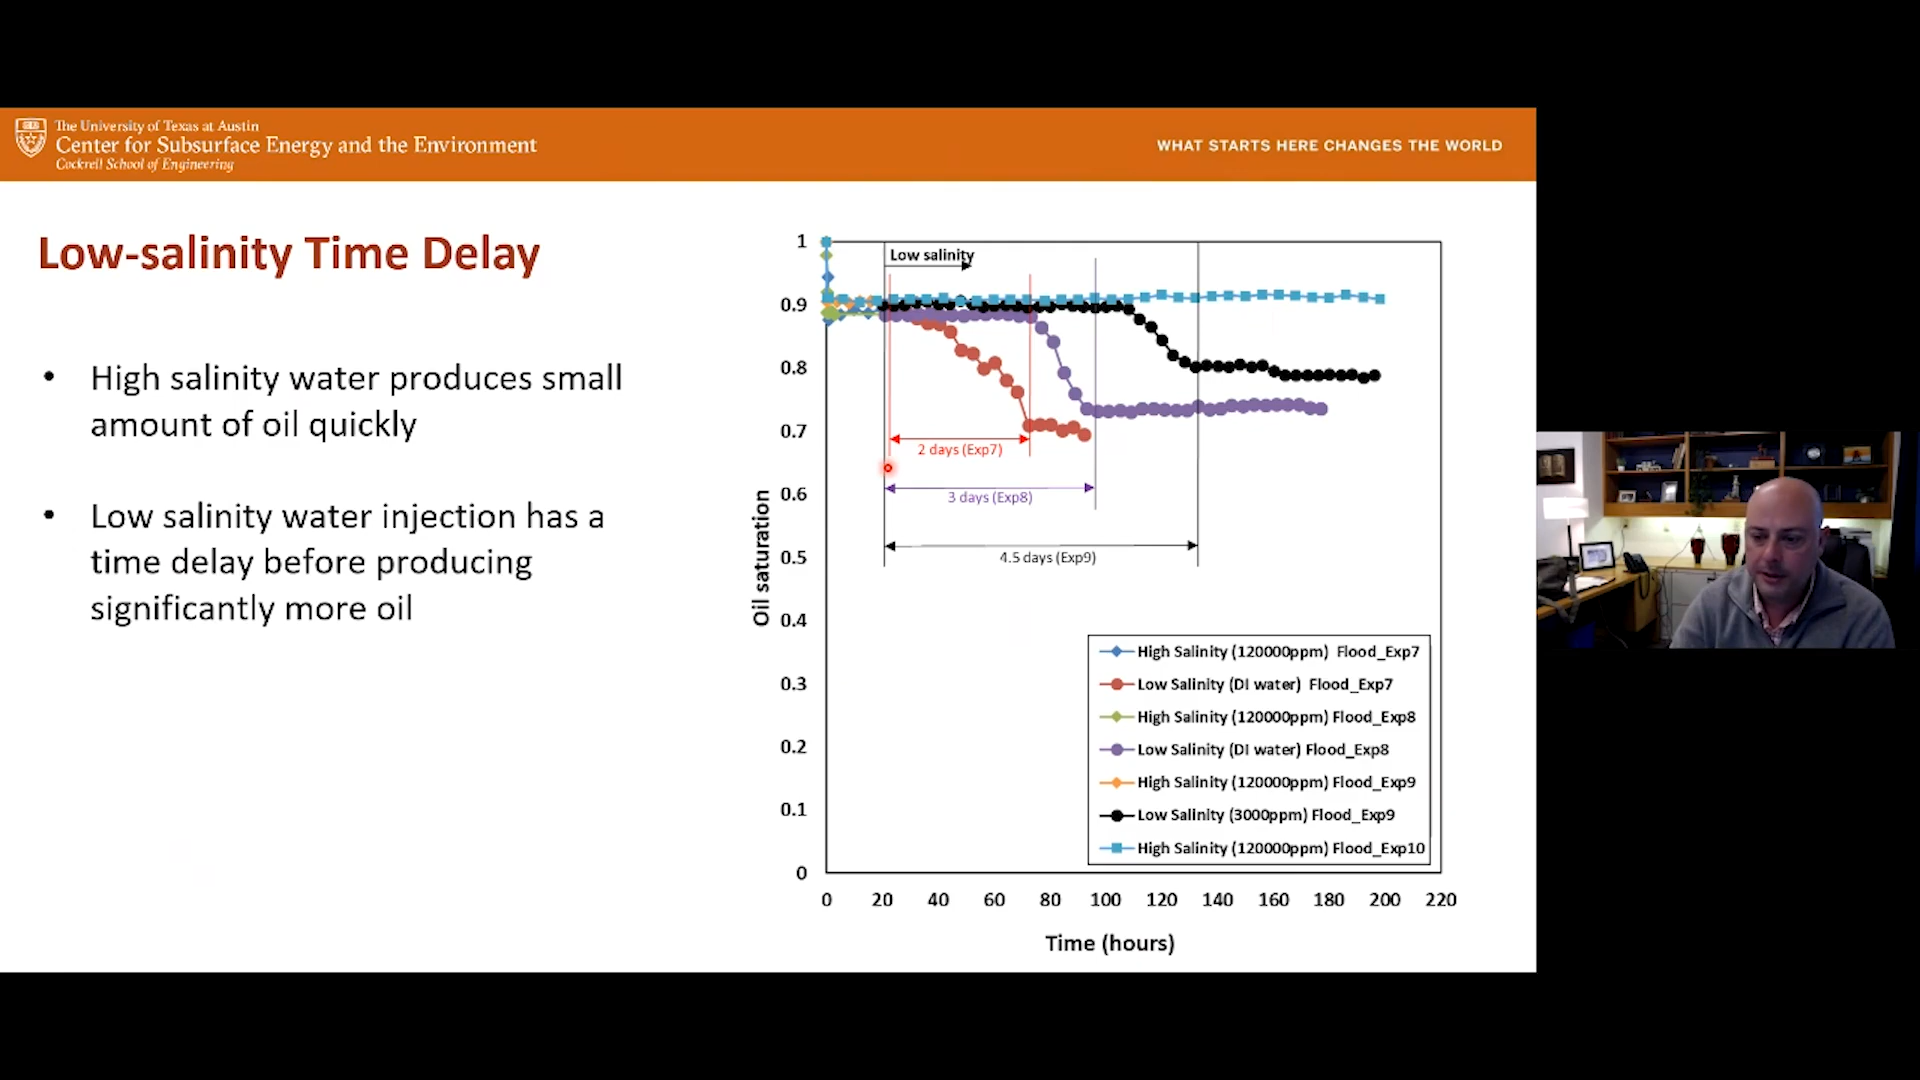 The University of Texas at Austin
Center for Subsurface Energy and the Environment
Cockrell School of Engineering
WHAT STARTS HERE CHANGES THE WORLD
Low-salinity Time Delay
• High salinity water produces small
amount of oil quickly
• Low salinity water injection has a
time delay before producing
significantly more oil
Oil saturation
1
0.9
0.8
0.7
0.6
0.5
0.4
0.3
0.2
0.1
0
Low salinity
2 days (Exp7)
3 days (Exp8)
4.5 days (Exp9)
High Salinity (120000ppm) Flood_Exp7
Low Salinity (DI water) Flood_Exp7
High Salinity (120000ppm) Flood_Exp8
Low Salinity (DI water) Flood_Exp8
High Salinity (120000ppm) Flood_Exp9
Low Salinity (3000ppm) Flood_Exp9
High Salinity (120000ppm) Flood_Exp10
0 20 40 60 80 100 120 140 160 180 200 220
Time (hours)